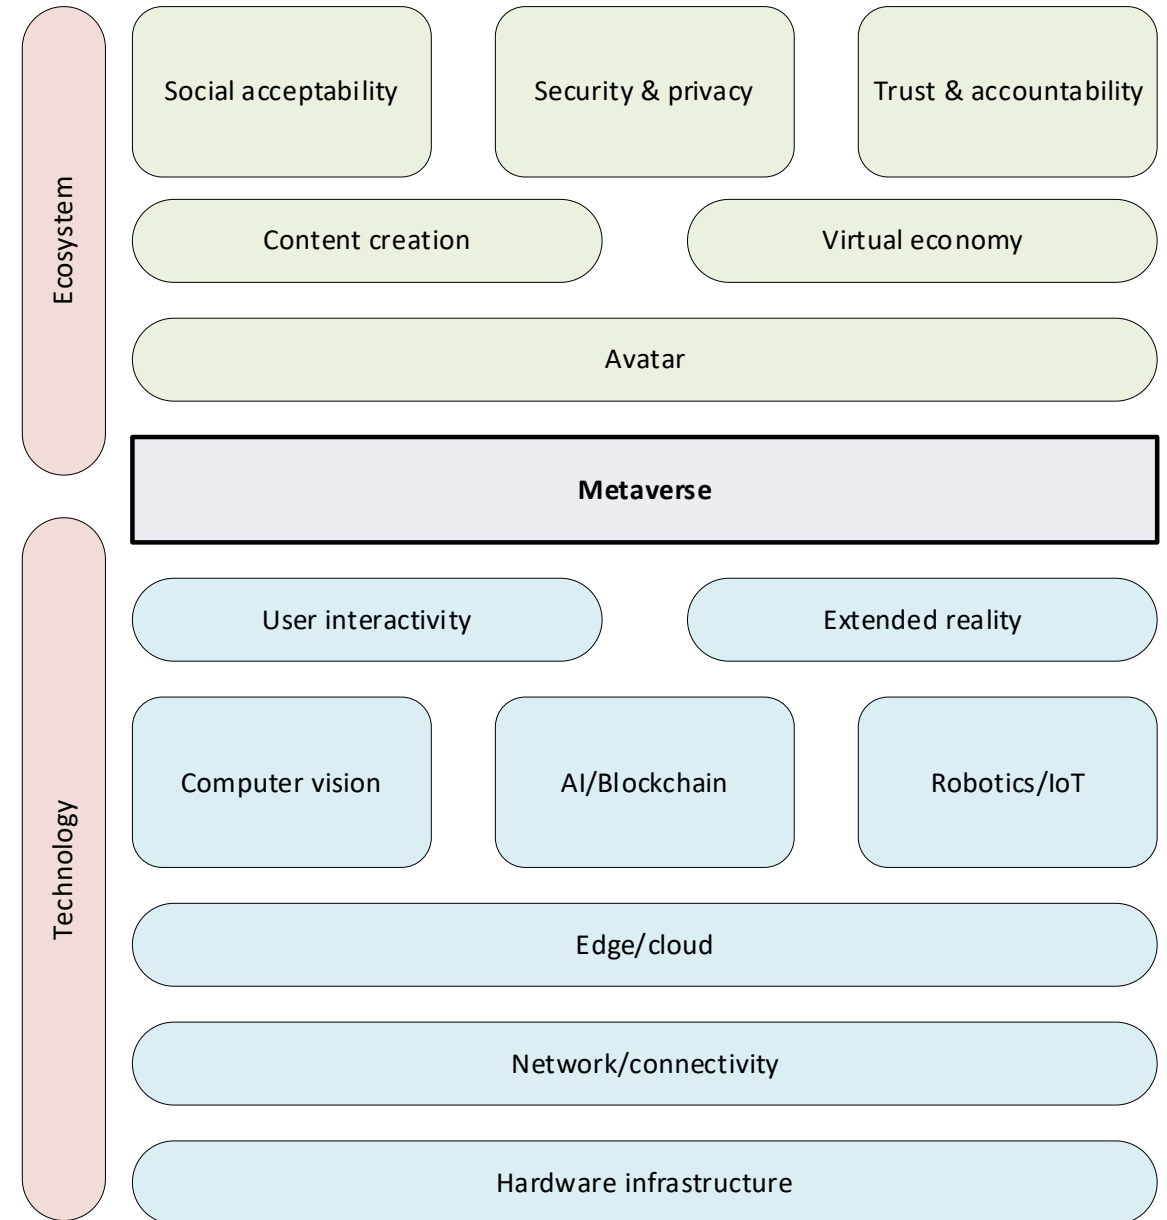 Ecosystem
Social acceptability
Security & privacy
Trust & accountability
Content creation
Virtual economy
Avatar
Metaverse
Technology
User interactivity
Extended reality
Computer vision
AI/Blockchain
Robotics/IoT
Edge/cloud
Network/connectivity
Hardware infrastructure